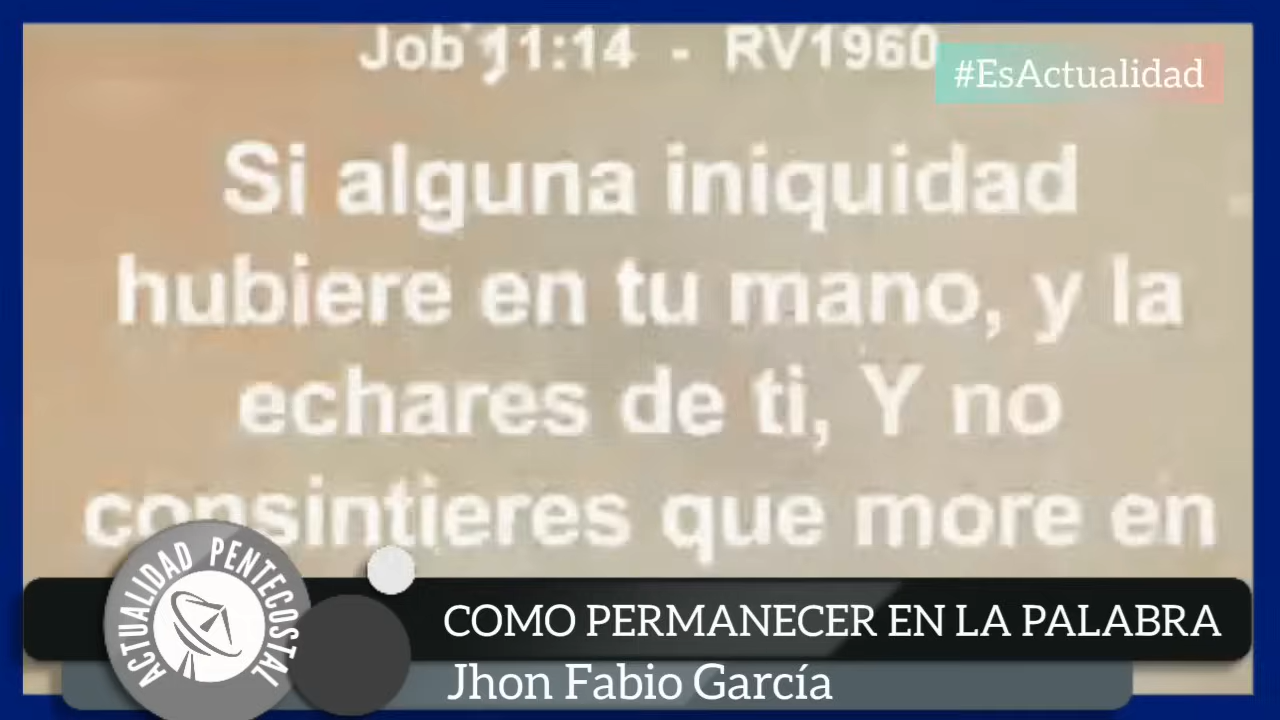 Job 11:14 - RV1960
#EsActualidad
Si alguna iniquidad
hubiere en tu mano, y la
echares de ti, Y no
consintieres que more en
ACTUALIDAD PENTECOSTAL
COMO PERMANECER EN LA PALABRA
Jhon Fabio García